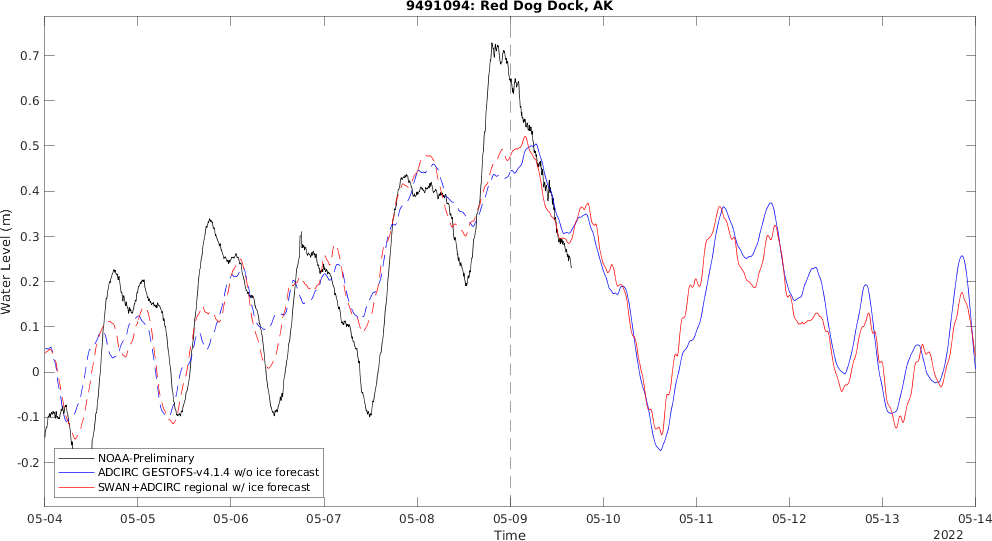 9491094: Red Dog Dock, AK
Water Level (m)
0.7
0.6
0.5
0.4
0.3
0.2
0.1
0
-0.1
-0.2
NOAA-Preliminary
ADCIRC GESTOFS-v4.1.4 w/o ice forecast
SWAN+ADCIRC regional w/ ice forecast
05-04 05-05 05-06 05-07 05-08 05-09 05-10 05-11 05-12 05-13 05-14
Time
2022